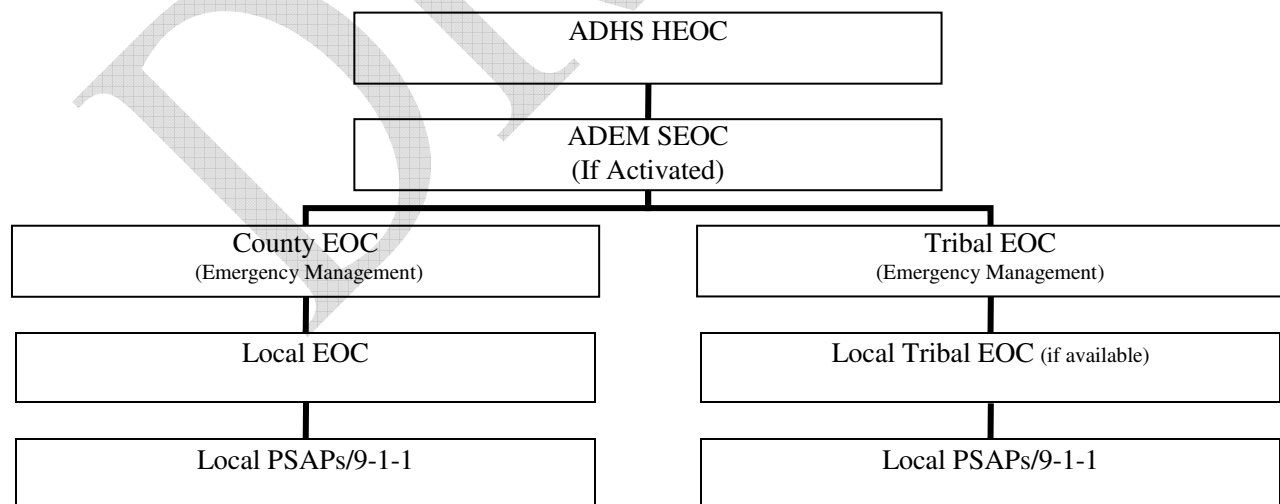 ADHS HEOC
ADEM SEOC
(If Activated)
County EOC
(Emergency Management)
Tribal EOC
(Emergency Management)
Local EOC
Local Tribal EOC (if available)
Local PSAPs/9-1-1
Local PSAPs/9-1-1